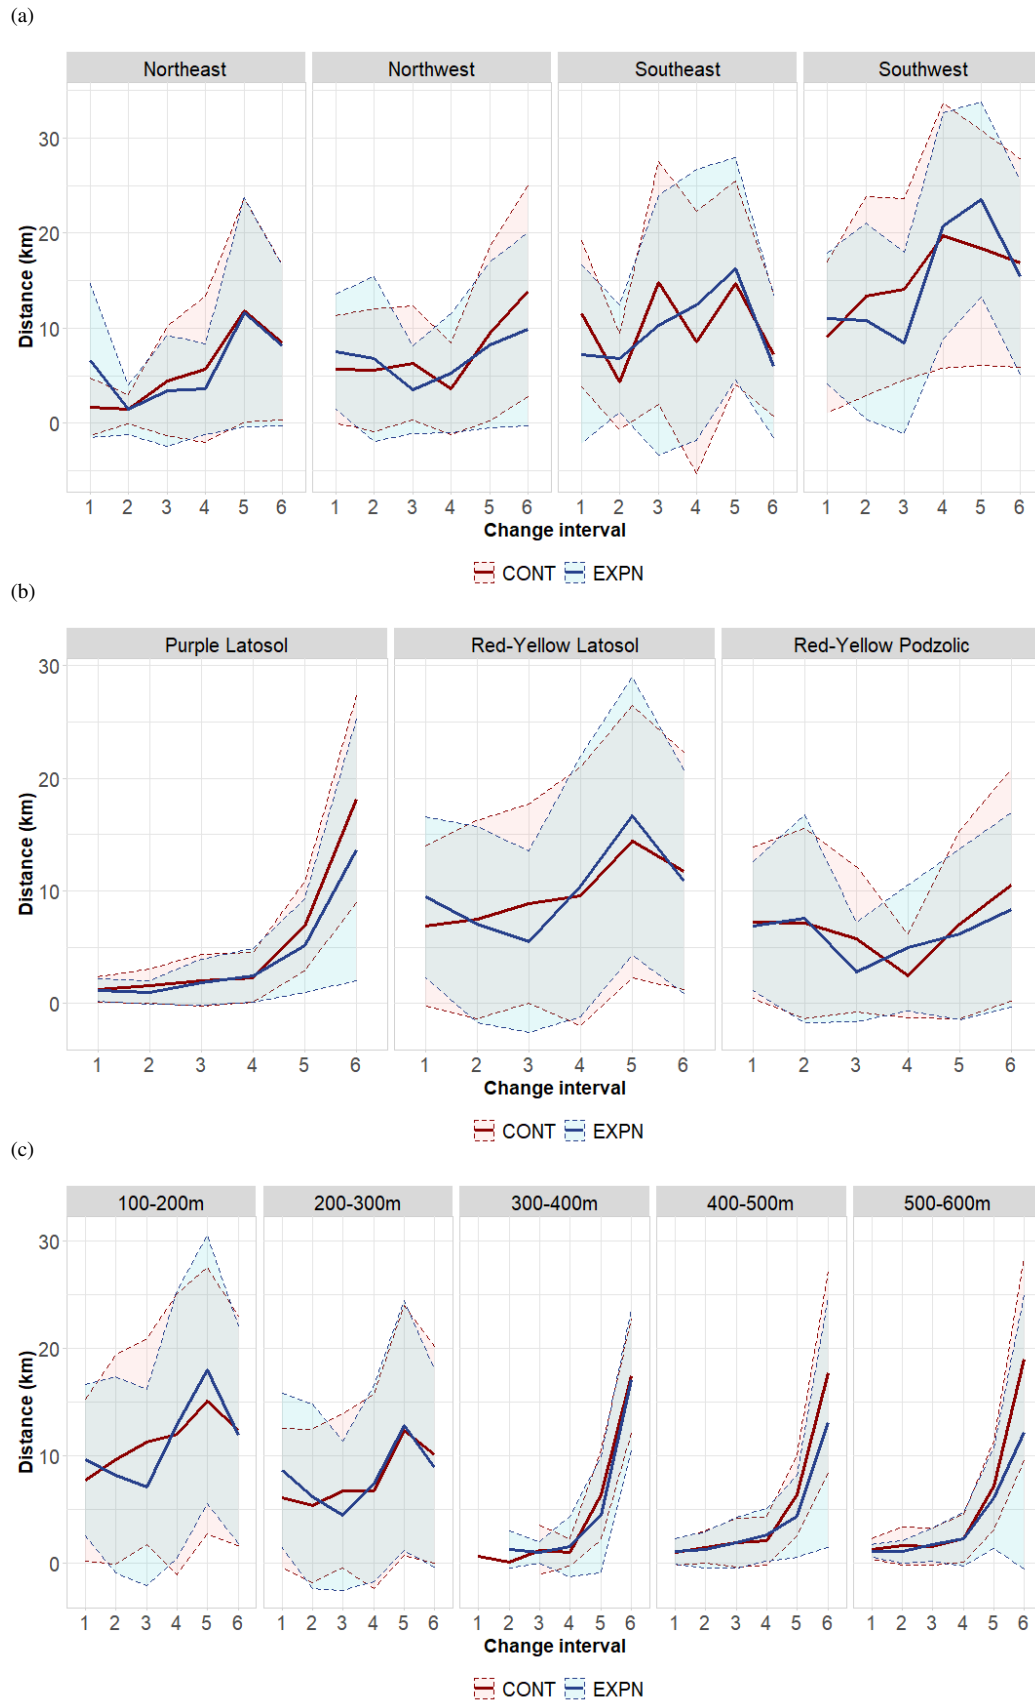 (a)
Northeast Northwest Southeast Southwest
30
20
10
0
Distance (km)
1 2 3 4 5 6 1 2 3 4 5 6 1 2 3 4 5 6 1 2 3 4 5 6
Change interval
CONT EXPN
(b)
Purple Latosol Red-Yellow Latosol Red-Yellow Podzolic
30
20
10
0
Distance (km)
1 2 3 4 5 6 1 2 3 4 5 6 1 2 3 4 5 6
Change interval
CONT EXPN
(c)
100-200m 200-300m 300-400m 400-500m 500-600m
30
20
10
0
Distance (km)
1 2 3 4 5 6 1 2 3 4 5 6 1 2 3 4 5 6 1 2 3 4 5 6 1 2 3 4 5 6
Change interval
CONT EXPN